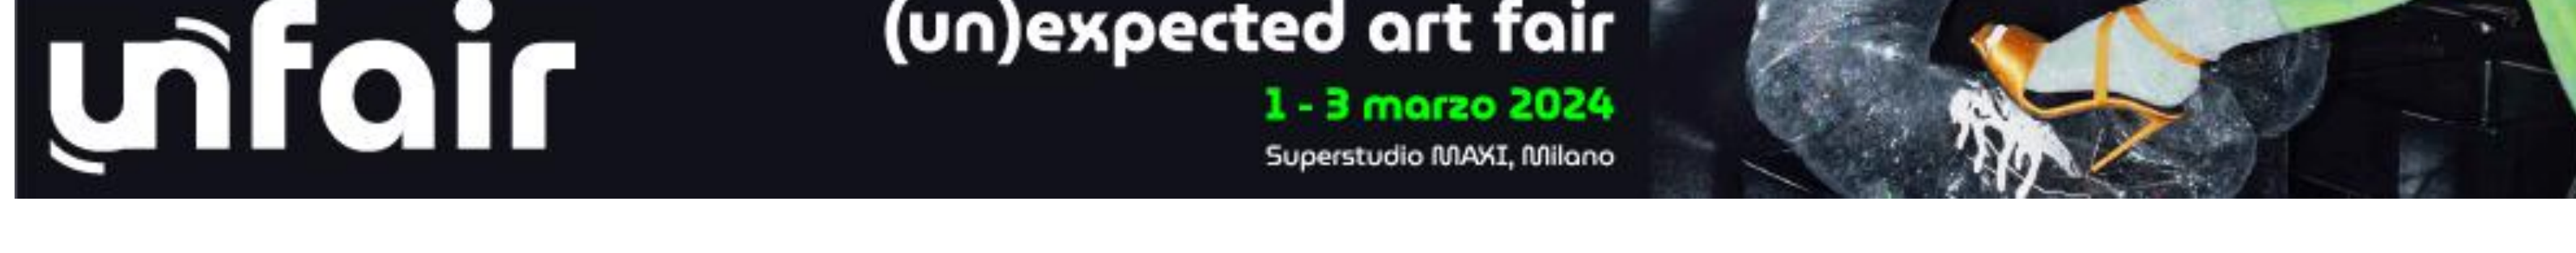 unfair
(un)expected art fair
1 - 3 marzo 2024
Superstudio MAXI, Milano